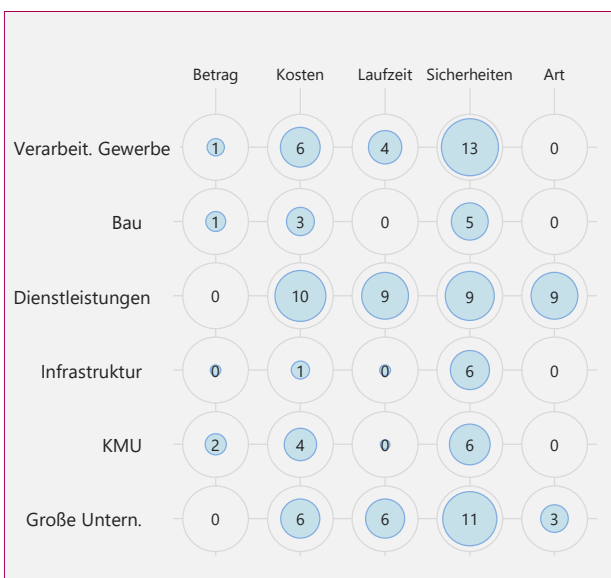 Betrag Kosten Laufzeit Sicherheiten Art
Verarbeit. Gewerbe 1 6 4 13 0
Bau 1 3 0 5 0
Dienstleistungen 0 10 9 9 9
Infrastruktur 0 1 0 6 0
KMU 2 4 0 6 0
Große Untern. 0 6 6 11 3